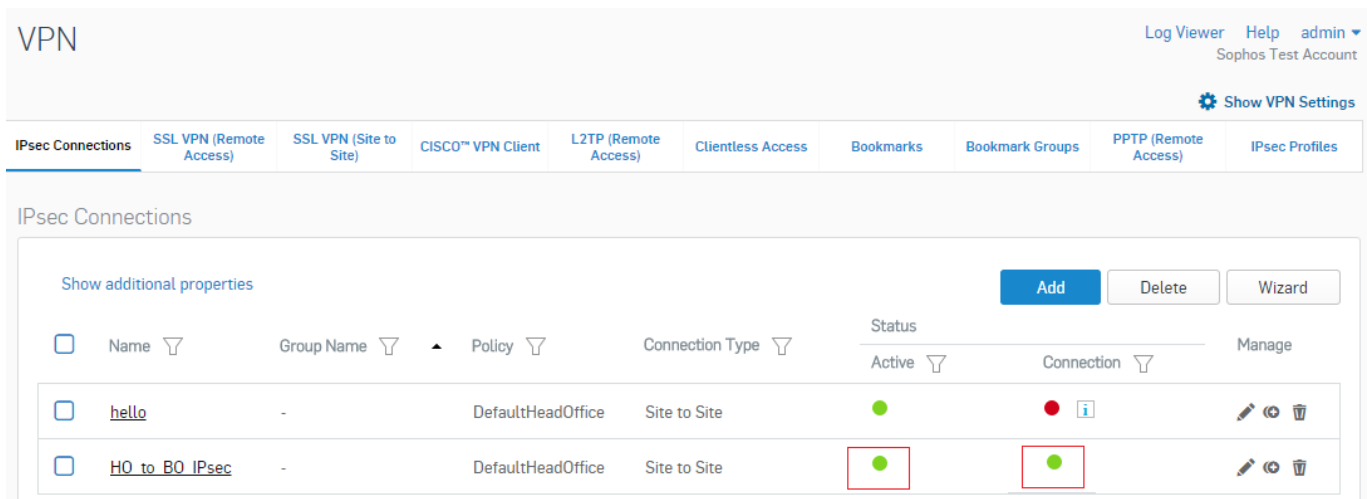 VPN
Log Viewer Help admin
Sophos Test Account
Show VPN Settings
IPsec Connections
SSL VPN (Remote
Access)
SSL VPN (Site to
Site)
CISCO™ VPN Client
L2TP (Remote
Access)
Clientless Access
Bookmarks
Bookmark Groups
PPTP (Remote
Access)
IPsec Profiles
IPsec Connections
Show additional properties
Add
Delete
Wizard
Name
Group Name
Policy
Connection Type
Status
Active
Connection
Manage
hello - DefaultHeadOffice Site to Site i
HO_to_BO_IPsec - DefaultHeadOffice Site to Site